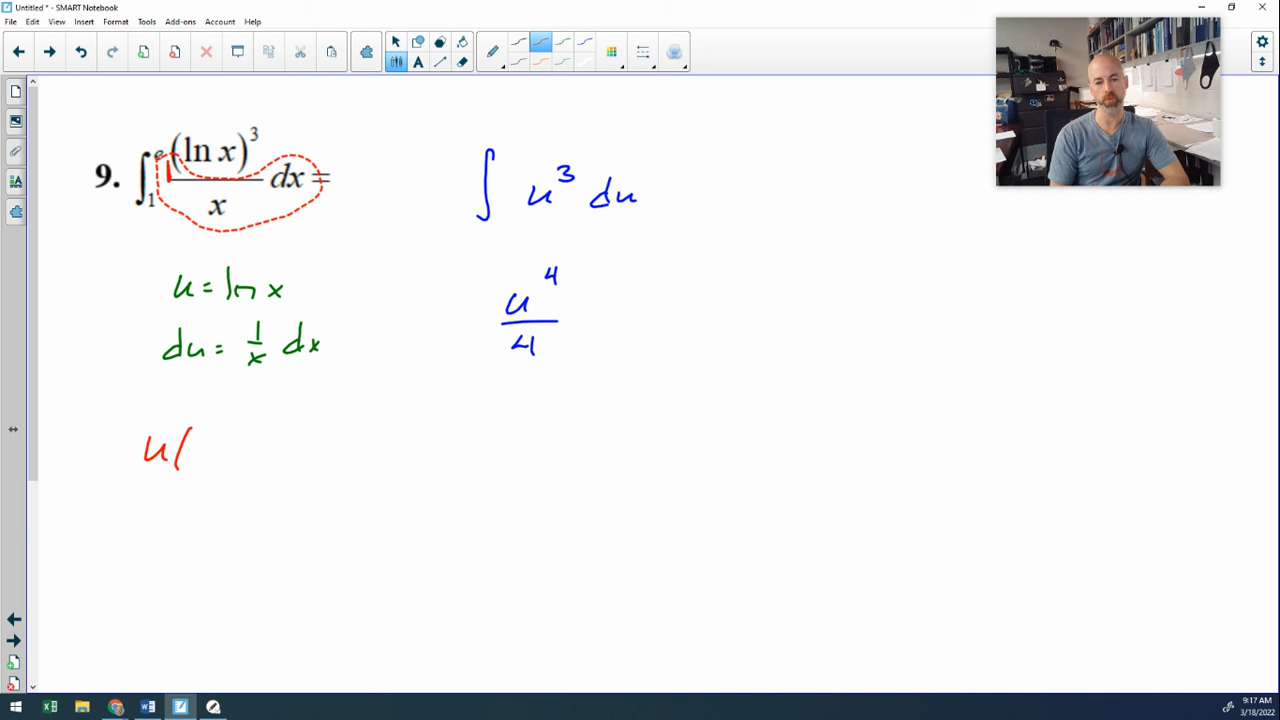 Untitled * - SMART Notebook
File Edit View Insert Format Tools Add-ons Account Help
9. ∫₁ᵉ (ln x)³/x dx =
∫ u³ du
u = ln x
u⁴/4
du = 1/x dx
u(
9:17 AM
3/18/2022